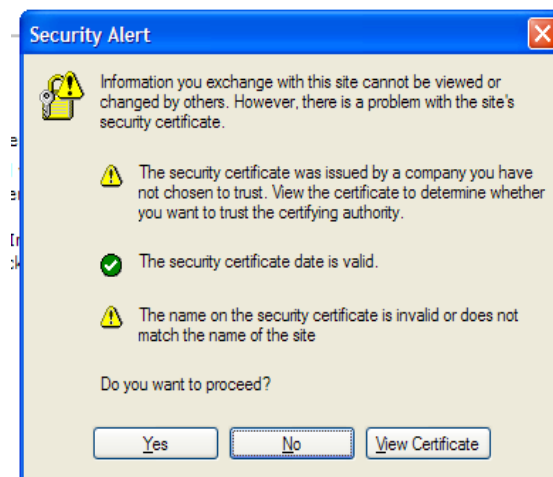 Security Alert
Information you exchange with this site cannot be viewed or
changed by others. However, there is a problem with the site's
security certificate.
The security certificate was issued by a company you have
not chosen to trust. View the certificate to determine whether
you want to trust the certifying authority.
The security certificate date is valid.
The name on the security certificate is invalid or does not
match the name of the site
Do you want to proceed?
Yes No View Certificate